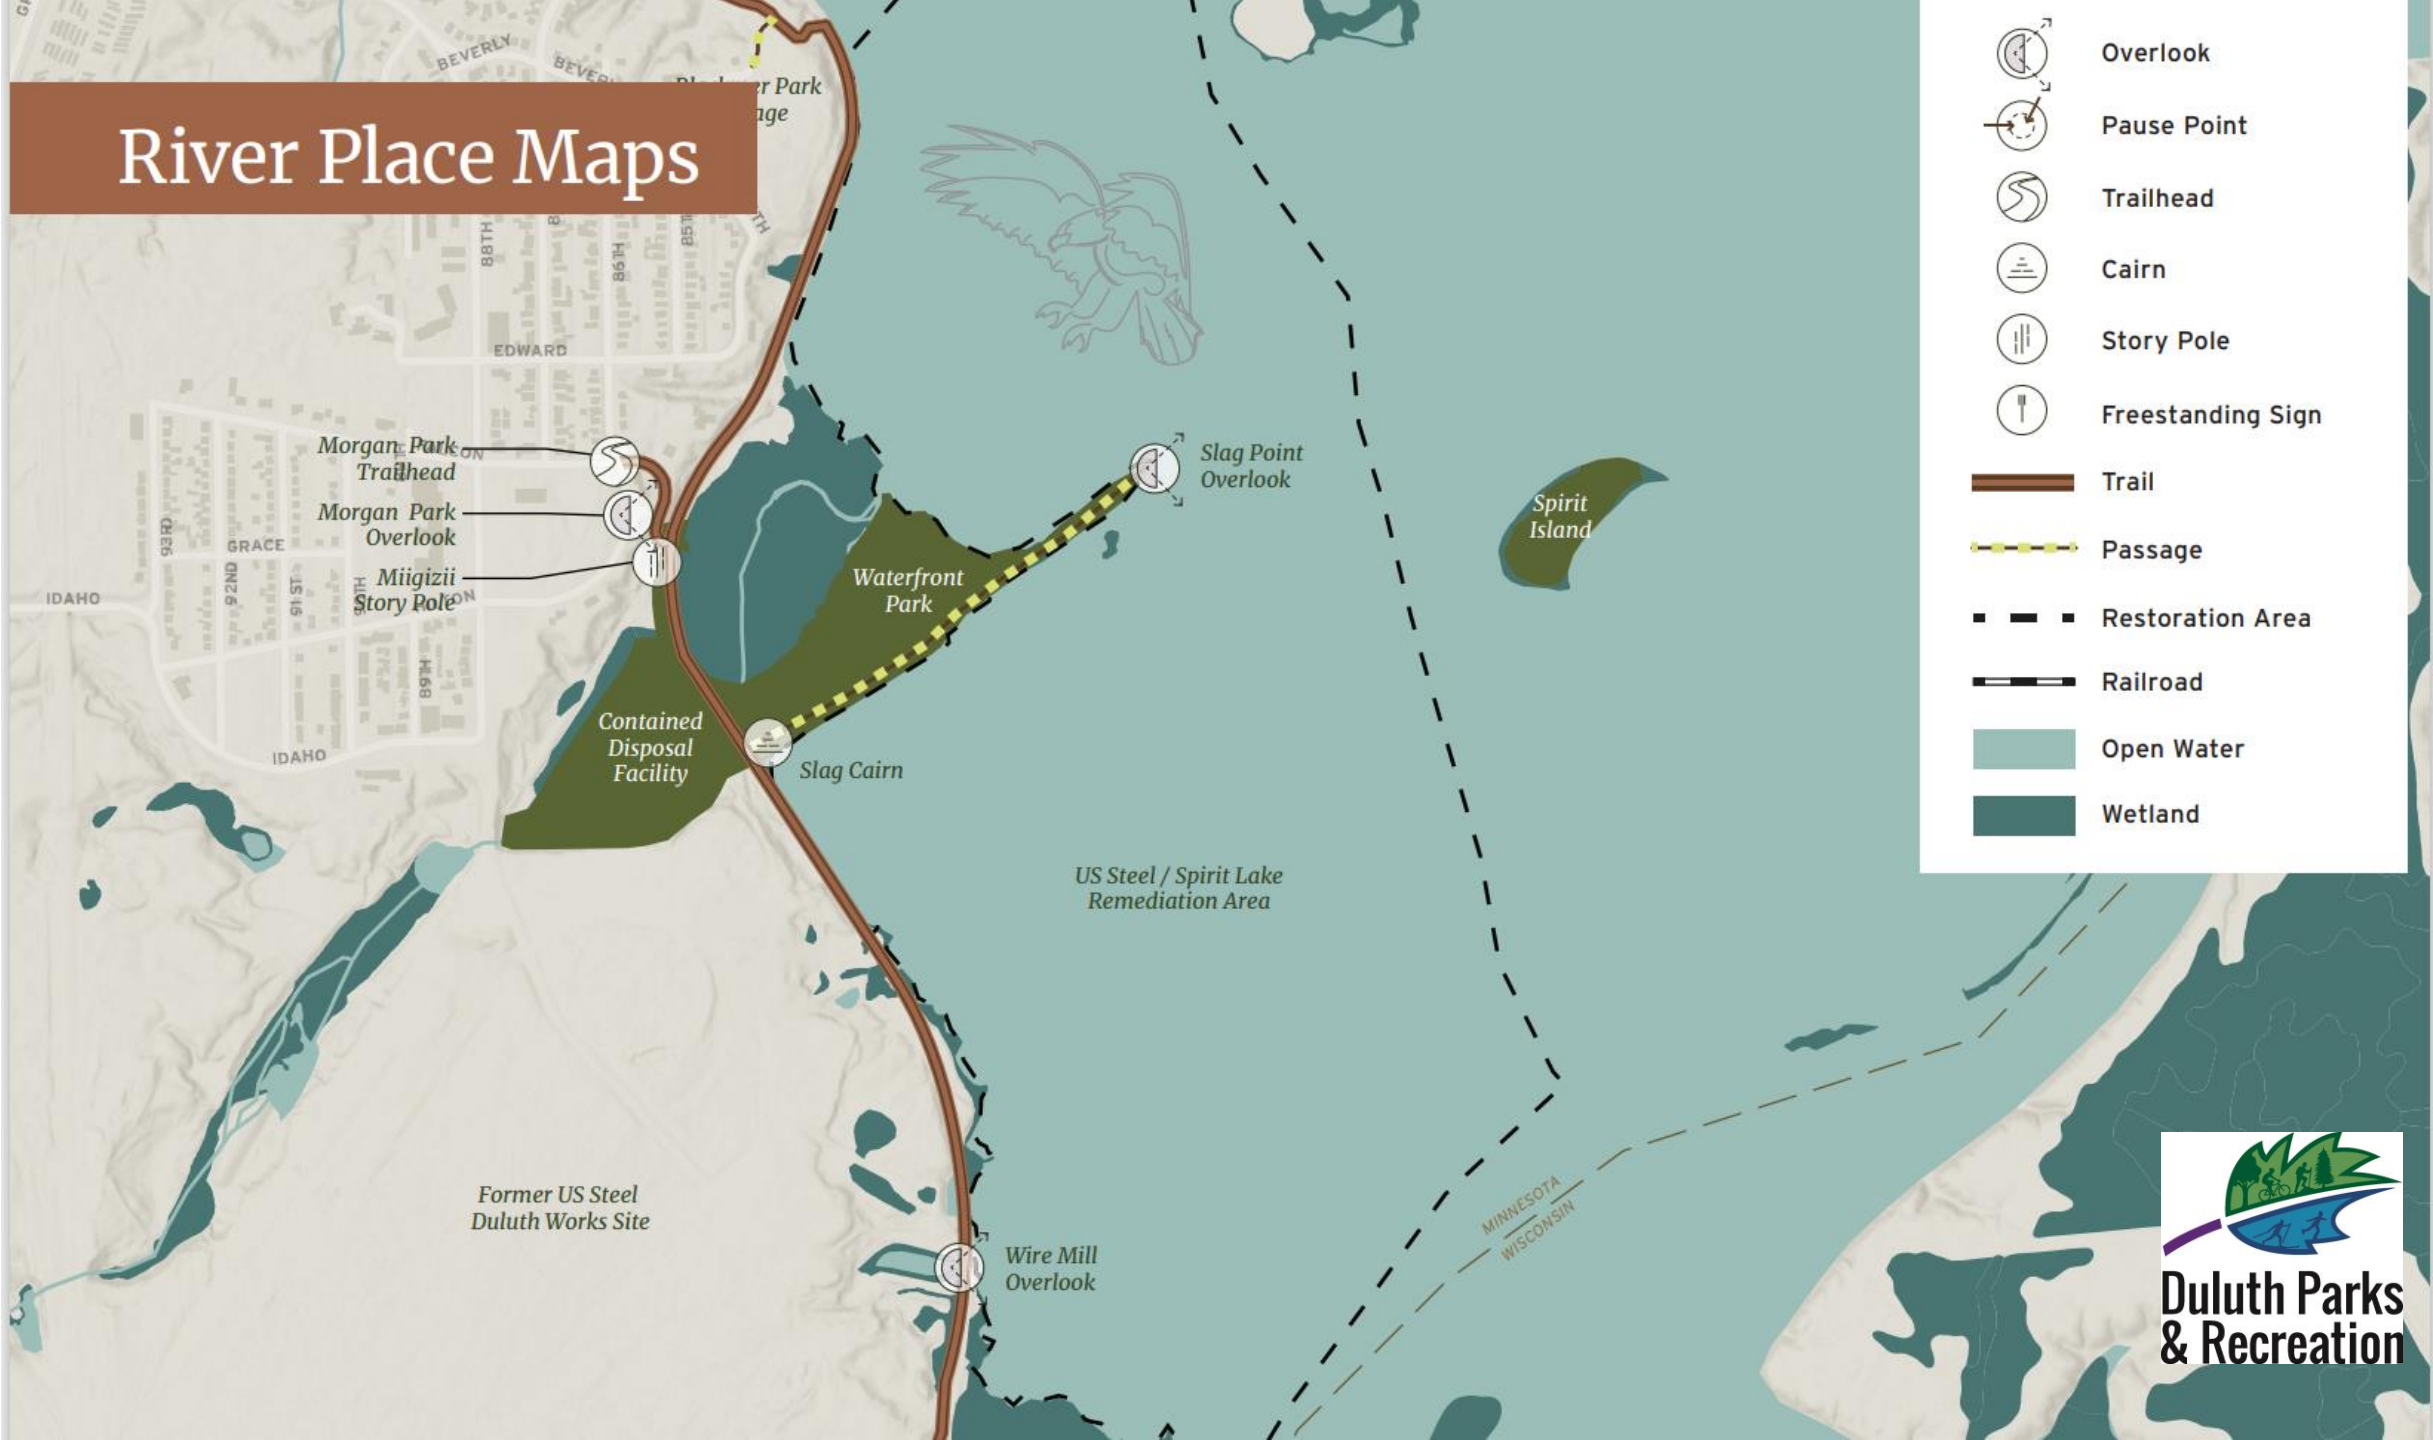 BEVERLY
River Place Maps
er Park
age
88TH
86TH
85TH
EDWARD
Morgan Park
Trailhead
Morgan Park
Overlook
Miigizii
Story Pole
93RD
GRACE
92ND
91 ST
IDAHO
89TH
IDAHO
Slag Point
Overlook
Spirit
Island
Waterfront
Park
Contained
Disposal
Facility
Slag Cairn
US Steel / Spirit Lake
Remediation Area
Former US Steel
Duluth Works Site
Wire Mill
Overlook
MINNESOTA
WISCONSIN
Overlook
Pause Point
Trailhead
Cairn
Story Pole
Freestanding Sign
Trail
Passage
Restoration Area
Railroad
Open Water
Wetland
Duluth Parks
& Recreation